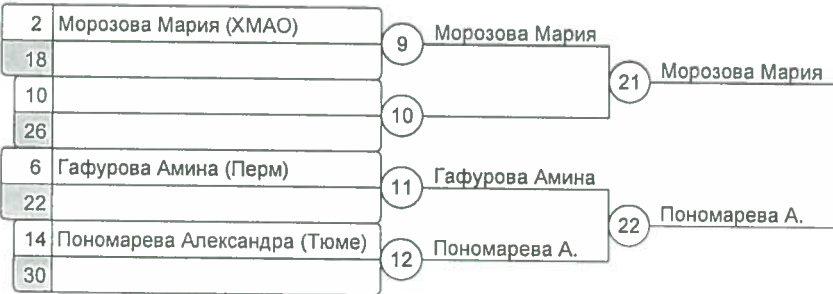 2 Морозова Мария (ХМАО)
18
9 Морозова Мария
10
26
10
21 Морозова Мария
6 Гафурова Амина (Перм)
22
11 Гафурова Амина
14 Пономарева Александра (Тюме)
30
12 Пономарева А.
22 Пономарева А.